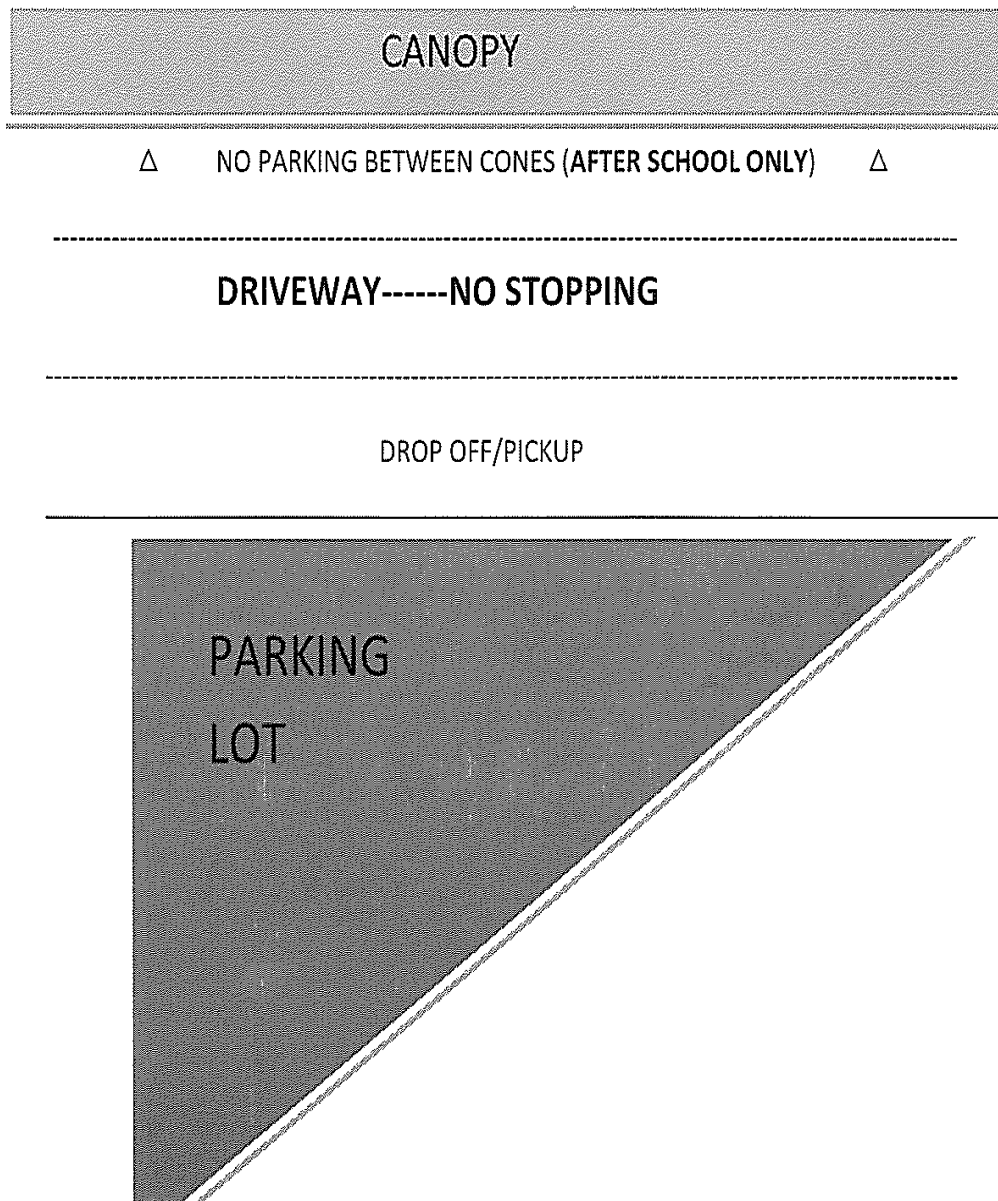 CANOPY
Δ NO PARKING BETWEEN CONES (AFTER SCHOOL ONLY) Δ
DRIVEWAY------NO STOPPING
DROP OFF/PICKUP
PARKING
LOT